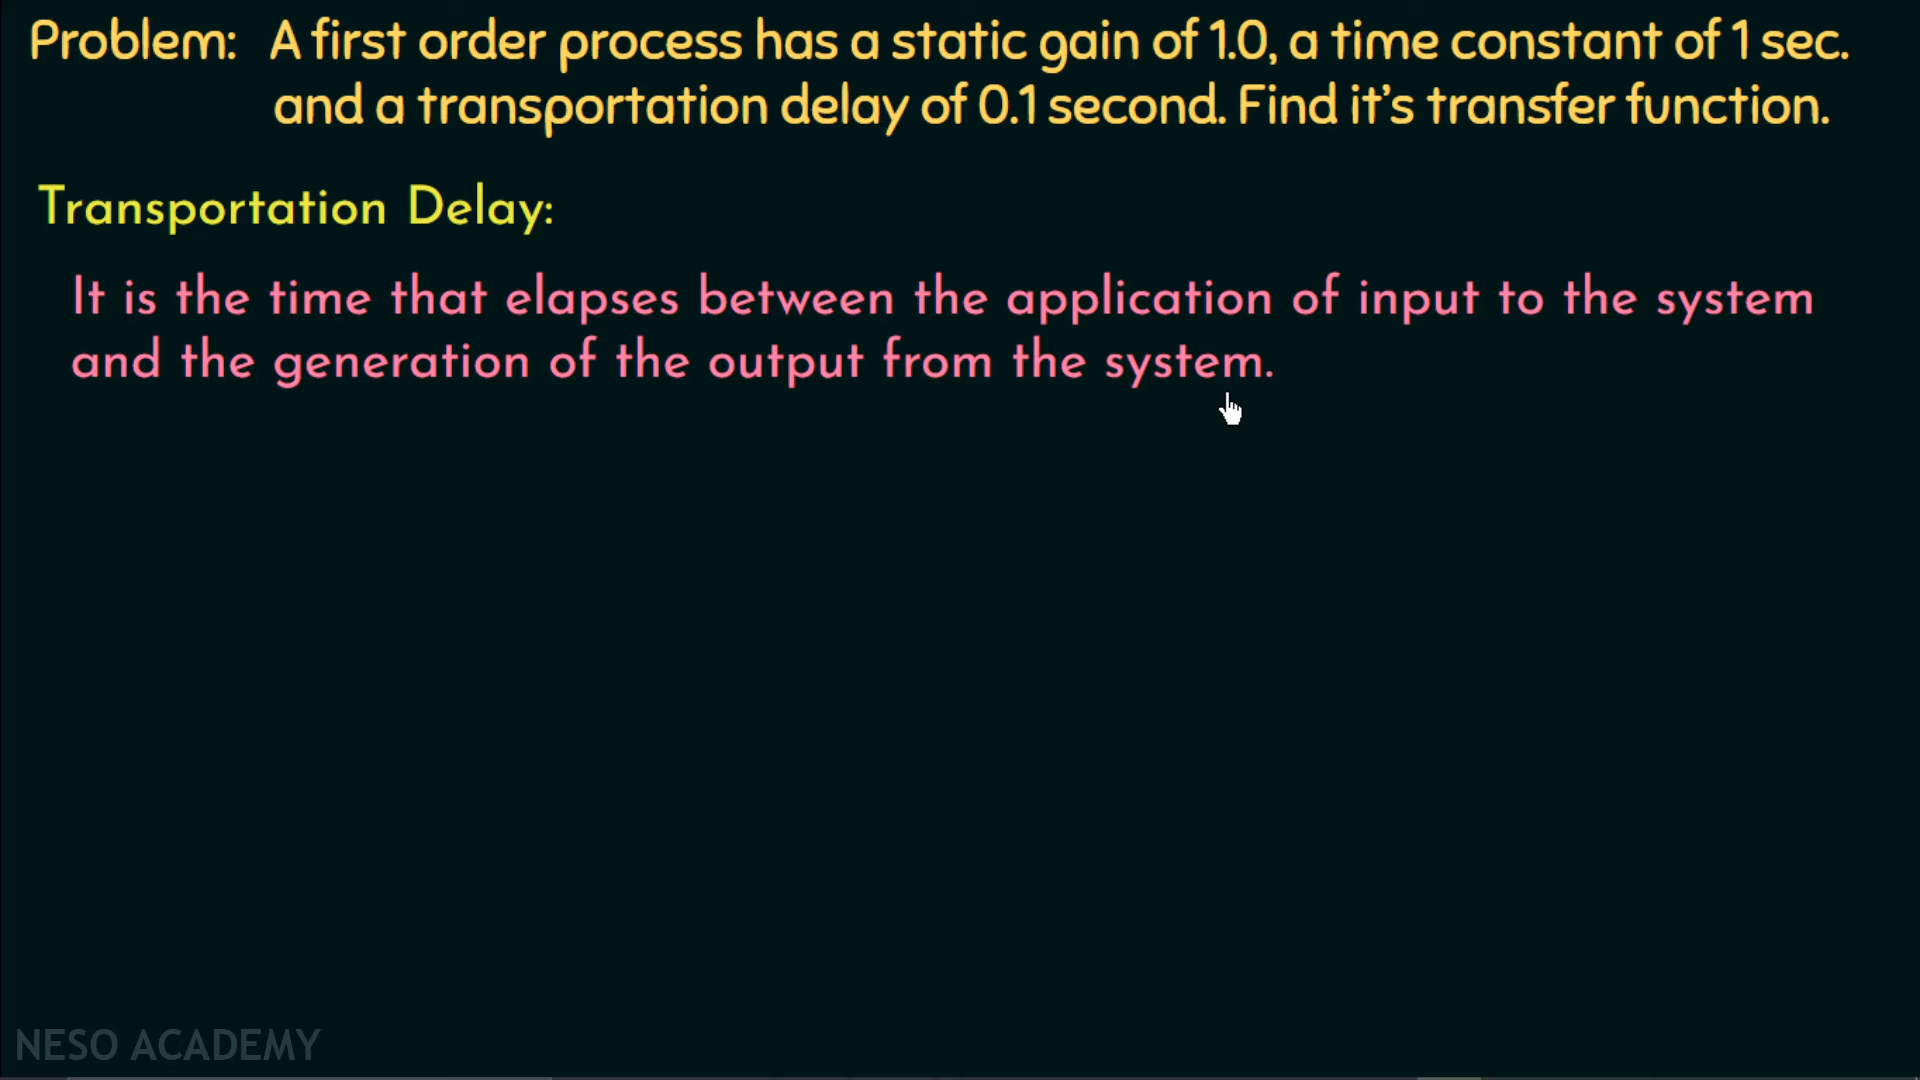 Problem: A first order process has a static gain of 1.0, a time constant of 1 sec.
and a transportation delay of 0.1 second. Find it's transfer function.
Transportation Delay:
It is the time that elapses between the application of input to the system
and the generation of the output from the system.
NESO ACADEMY